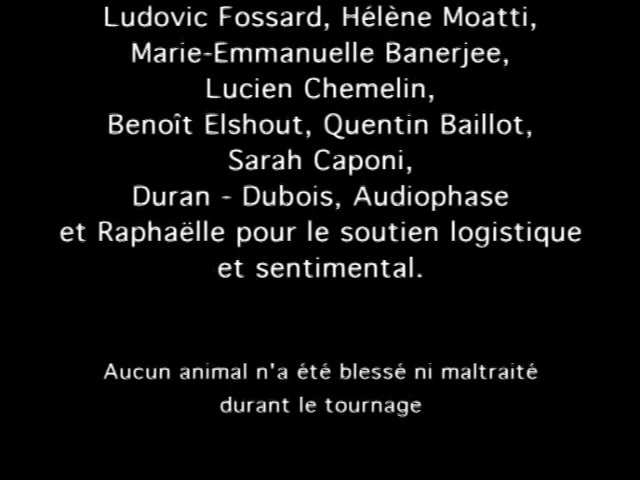 Ludovic Fossard, Hélène Moatti,
Marie-Emmanuelle Banerjee,
Lucien Chemelin,
Benoît Elshout, Quentin Baillot,
Sarah Caponi,
Duran - Dubois, Audiophase
et Raphaëlle pour le soutien logistique
et sentimental.
Aucun animal n'a été blessé ni maltraité
durant le tournage